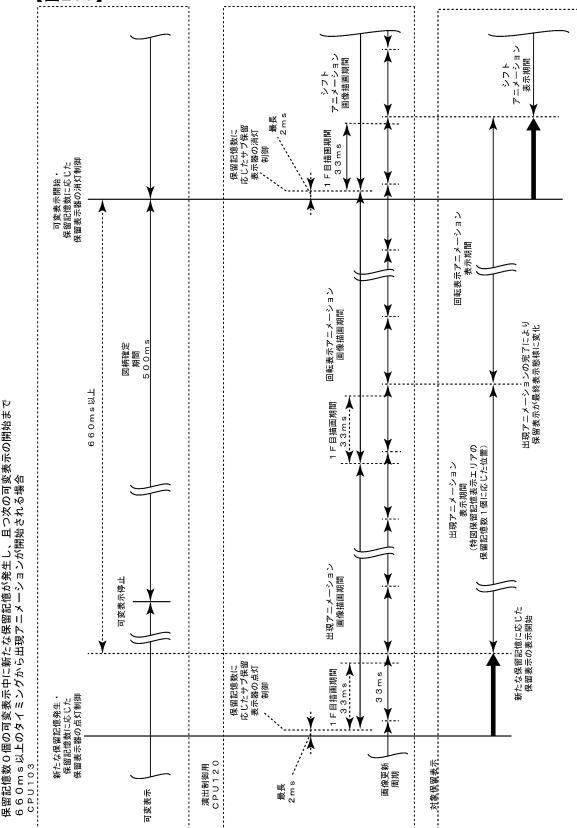 保留記憶数０個の可変表示中に新たな保留記憶が発生し、且つ次の可変表示の開始まで
６６０ｍｓ以上のタイミングから出現アニメーションが開始される場合
ＣＰＵ１０３
新たな保留記憶発生・
保留記憶数に応じた
保留表示器の点灯制御
６６０ｍｓ以上
可変表示開始・
保留記憶数に応じた
保留表示器の消灯制御
可変表示
可変表示停止
図柄確定
期間
５００ｍｓ
演出制御用
ＣＰＵ１２０
保留記憶数に
応じたサブ保留
表示器の点灯
制御
最長
２ｍｓ
保留記憶数に
応じたサブ保留
表示器の消灯
制御
最長
２ｍｓ
１Ｆ目描画期間
３３ｍｓ
出現アニメーション
画像描画期間
１Ｆ目描画期間
３３ｍｓ
回転表示アニメーション
画像描画期間
１Ｆ目描画期間
３３ｍｓ
シフト
アニメーション
画像描画期間
画像更新
周期
３３ｍｓ
対象保留表示
新たな保留記憶に応じた
保留表示の表示開始
出現アニメーション
表示期間
（特図保留記憶表示エリアの
保留記憶数１個に応じた位置）
出現アニメーションの完了により
保留表示が最終表示態様に変化
回転表示アニメーション
表示期間
シフト
アニメーション
表示期間